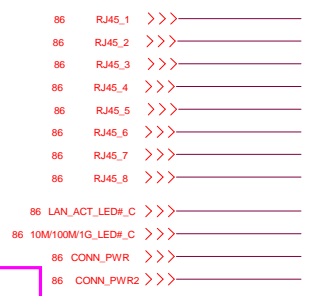 86 RJ45_1
86 RJ45_2
86 RJ45_3
86 RJ45_4
86 RJ45_5
86 RJ45_6
86 RJ45_7
86 RJ45_8
86 LAN_ACT_LED#_C
86 10M/100M/1G_LED#_C
86 CONN_PWR
86 CONN_PWR2